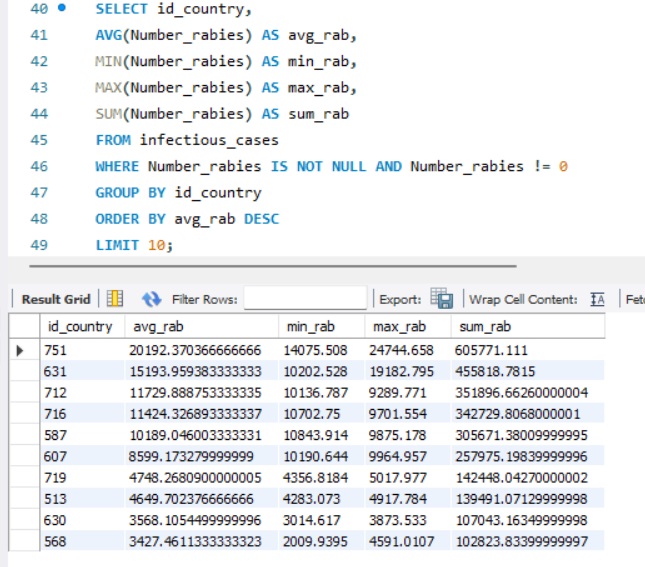 40 SELECT id_country,
41 AVG(Number_rabies) AS avg_rab,
42 MIN(Number_rabies) AS min_rab,
43 MAX(Number_rabies) AS max_rab,
44 SUM(Number_rabies) AS sum_rab
45 FROM infectious_cases
46 WHERE Number_rabies IS NOT NULL AND Number_rabies != 0
47 GROUP BY id_country
48 ORDER BY avg_rab DESC
49 LIMIT 10;
Result Grid Filter Rows: Export: Wrap Cell Content: Fet
id_country avg_rab min_rab max_rab sum_rab
751 20192.370366666666 14075.508 24744.658 605771.111
631 15193.959383333333 10202.528 19182.795 455818.7815
712 11729.888753333335 10136.787 9289.771 351896.66260000004
716 11424.326893333337 10702.75 9701.554 342729.8068000001
587 10189.046003333331 10843.914 9875.178 305671.38009999995
607 8599.173279999999 10190.644 9964.957 257975.19839999996
719 4748.2680900000005 4356.8184 5017.977 142448.04270000002
513 4649.702376666666 4283.073 4917.784 139491.07129999998
630 3568.1054499999996 3014.617 3873.533 107043.16349999998
568 3427.4611333333323 2009.9395 4591.0107 102823.83399999997